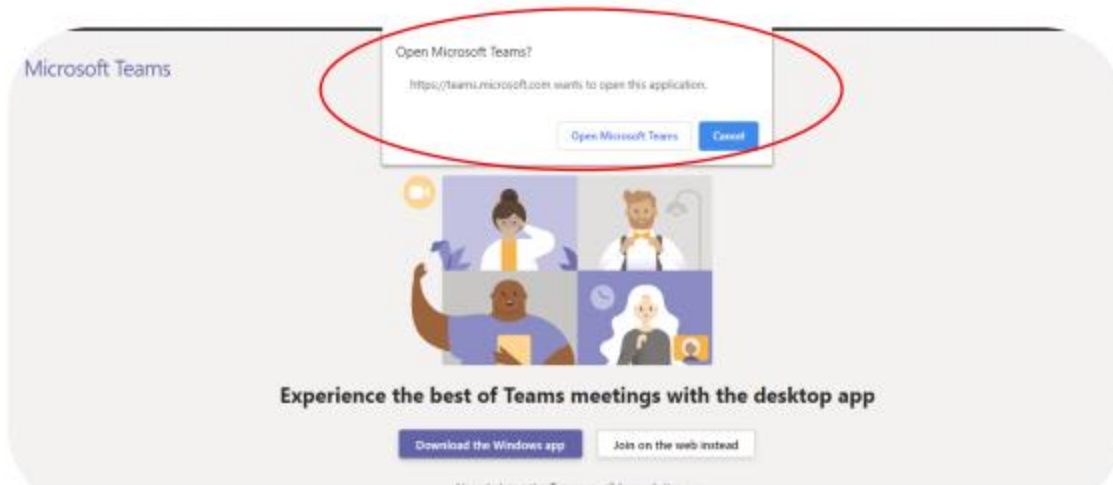 Open Microsoft Teams?
Microsoft Teams
https://teams.microsoft.com wants to open this application.
Open Microsoft Teams Cancel
Experience the best of Teams meetings with the desktop app
Download the Windows app Join on the web instead